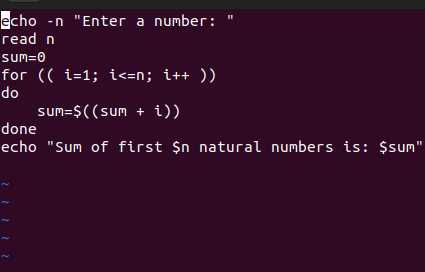 echo -n "Enter a number: "
read n
sum=0
for (( i=1; i<=n; i++ ))
do
    sum=$((sum + i))
done
echo "Sum of first $n natural numbers is: $sum"
~
~
~
~
~